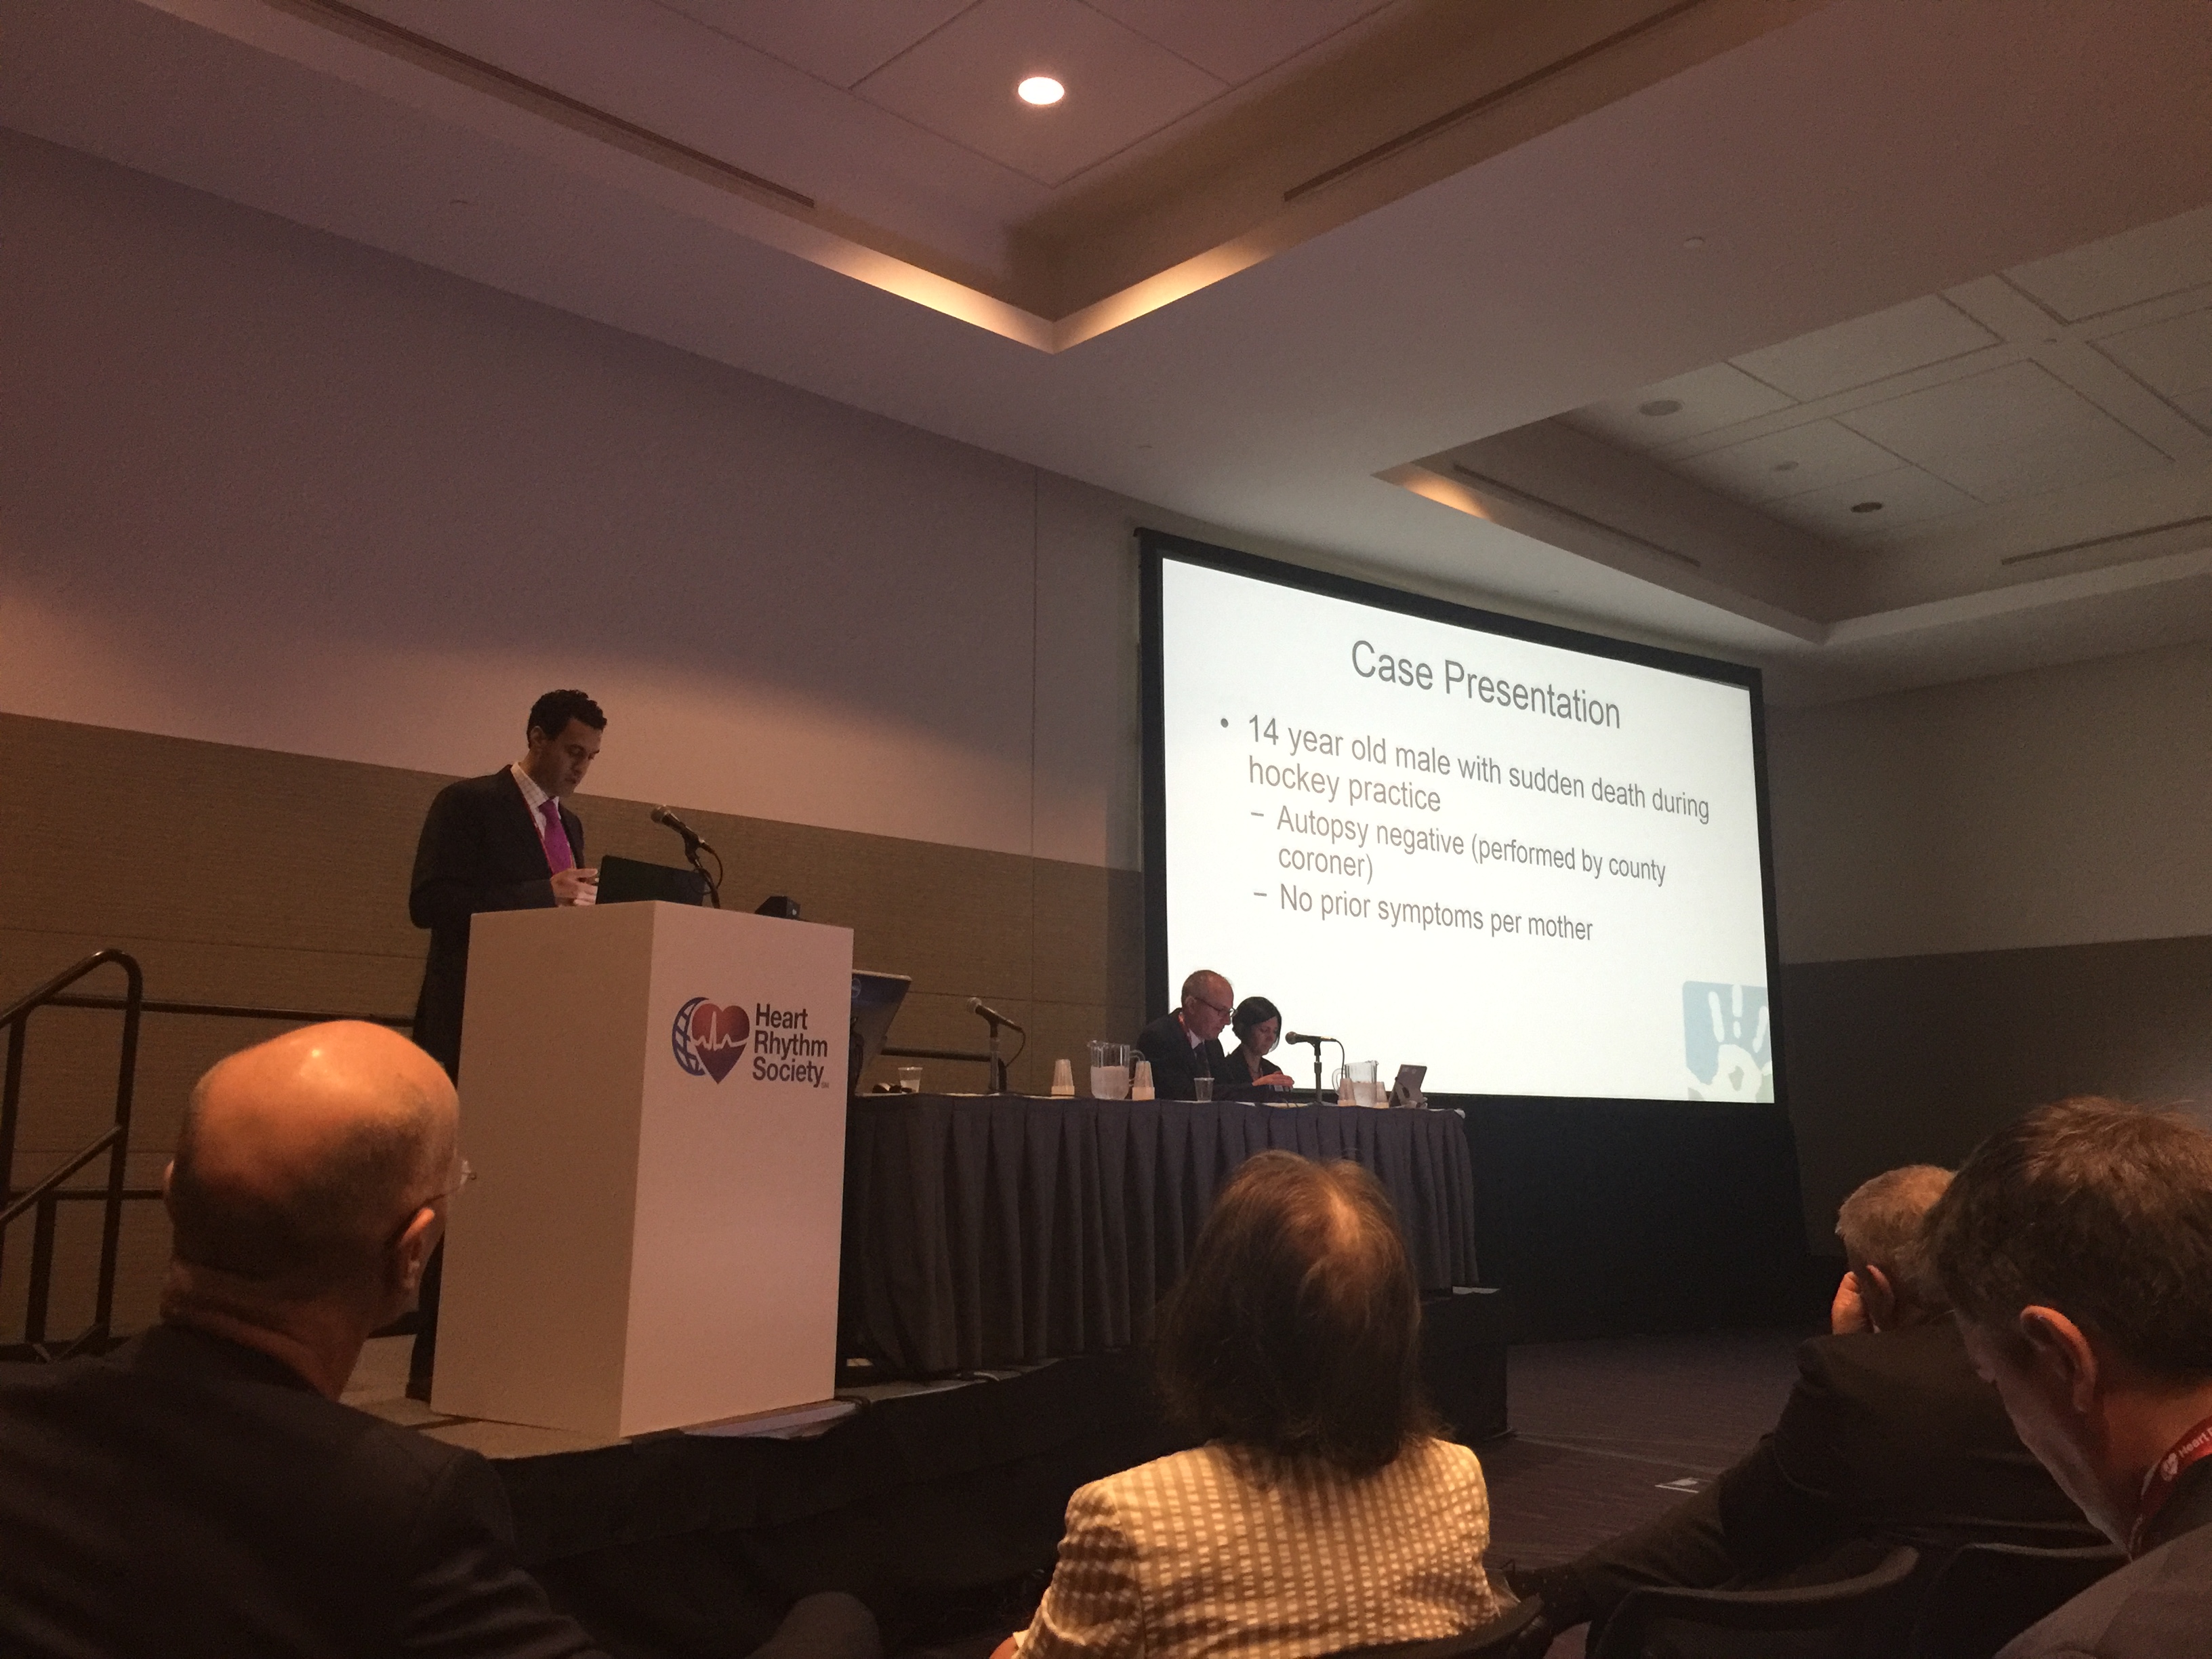 Case Presentation
• 14 year old male with sudden death during
hockey practice
– Autopsy negative (performed by county
coroner)
– No prior symptoms per mother
Heart
Rhythm
Society
Heart